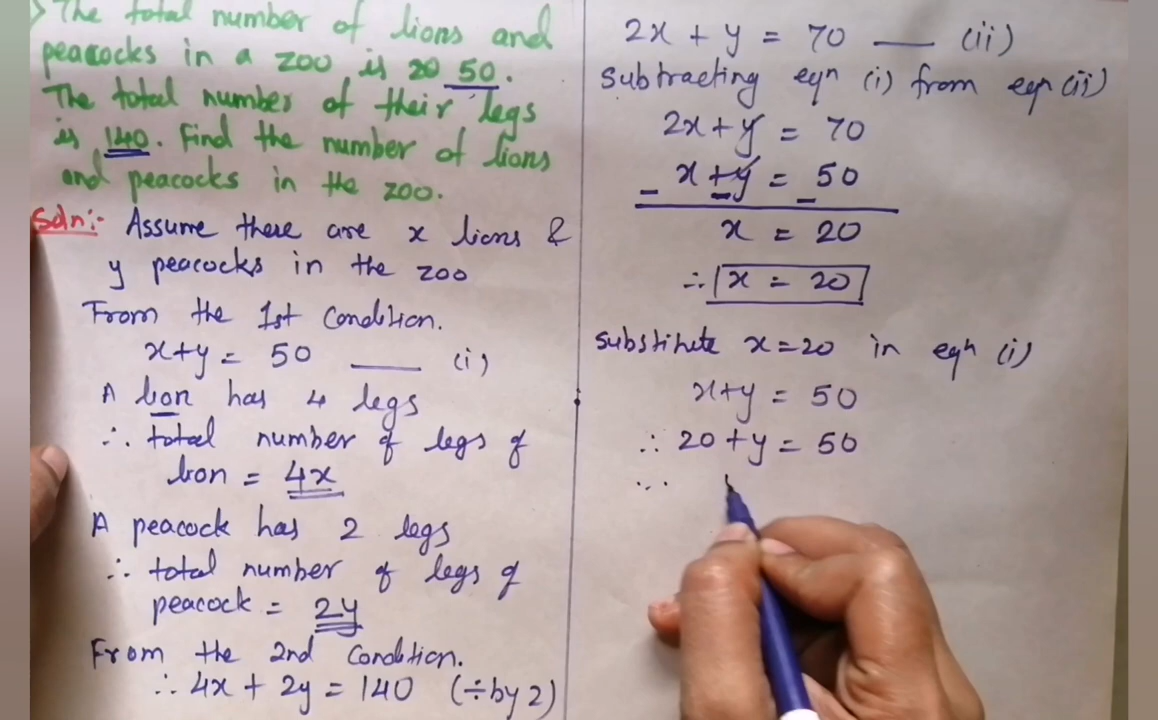 The total number of lions and
peacocks in a zoo is 20 50.
The total number of their legs
is 140. Find the number of lions
and peacocks in the zoo.
Soln:- Assume there are x lions &
y peacocks in the zoo
From the 1st condition.
x+y = 50 —— (i)
A lion has 4 legs
∴ total number of legs of
lion = 4x
A peacock has 2 legs
∴ total number of legs of
peacock = 2y
From the 2nd condition.
∴ 4x + 2y = 140 (÷by 2)
2x + y = 70 —— (ii)
Subtracting eqn (i) from eqn (ii)
2x + y = 70
- x + y = 50
- -
x = 20
∴ x = 20
substitute x=20 in eqn (i)
x+y = 50
∴ 20 + y = 50
∴